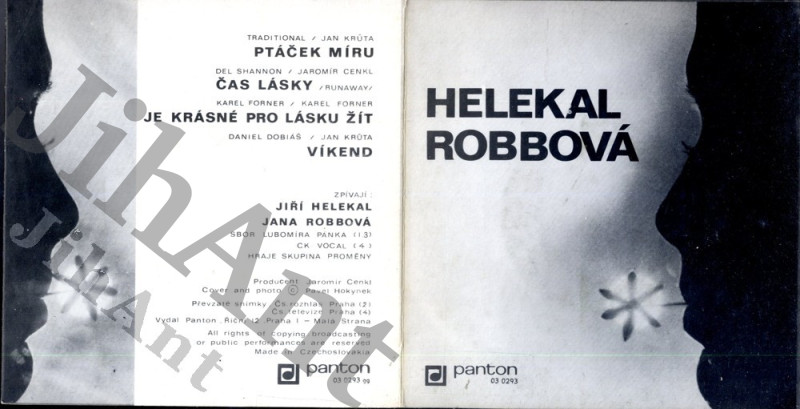 TRADITIONAL / JAN KRŮTA
PTÁČEK MÍRU
DEL SHANNON / JAROMÍR CENKL
ČAS LÁSKY /RUNAWAY/
KAREL FORNER / KAREL FORNER
JE KRÁSNÉ PRO LÁSKU ŽÍT
DANIEL DOBIÁŠ / JAN KRŮTA
VÍKEND
ZPÍVAJÍ:
JIŘÍ HELEKAL
JANA ROBBOVÁ
SBOR LUBOMÍRA PÁNKA (13)
CK VOCAL (4)
HRAJE SKUPINA PROMĚNY
Producent Jaromír Cenkl
Cover and photo © Pavel Hokynek
Převzaté snímky Čs. rozhlas Praha (2)
Čs. televize Praha (4)
Vydal Panton, Říční 12, Praha 1 – Malá Strana
All rights of copying broadcasting
or public performances are reserved
Made in Czechoslovakia
panton
03 0293 09
HELEKAL
ROBBOVÁ
panton
03 0293
JihAnt
JihAnt